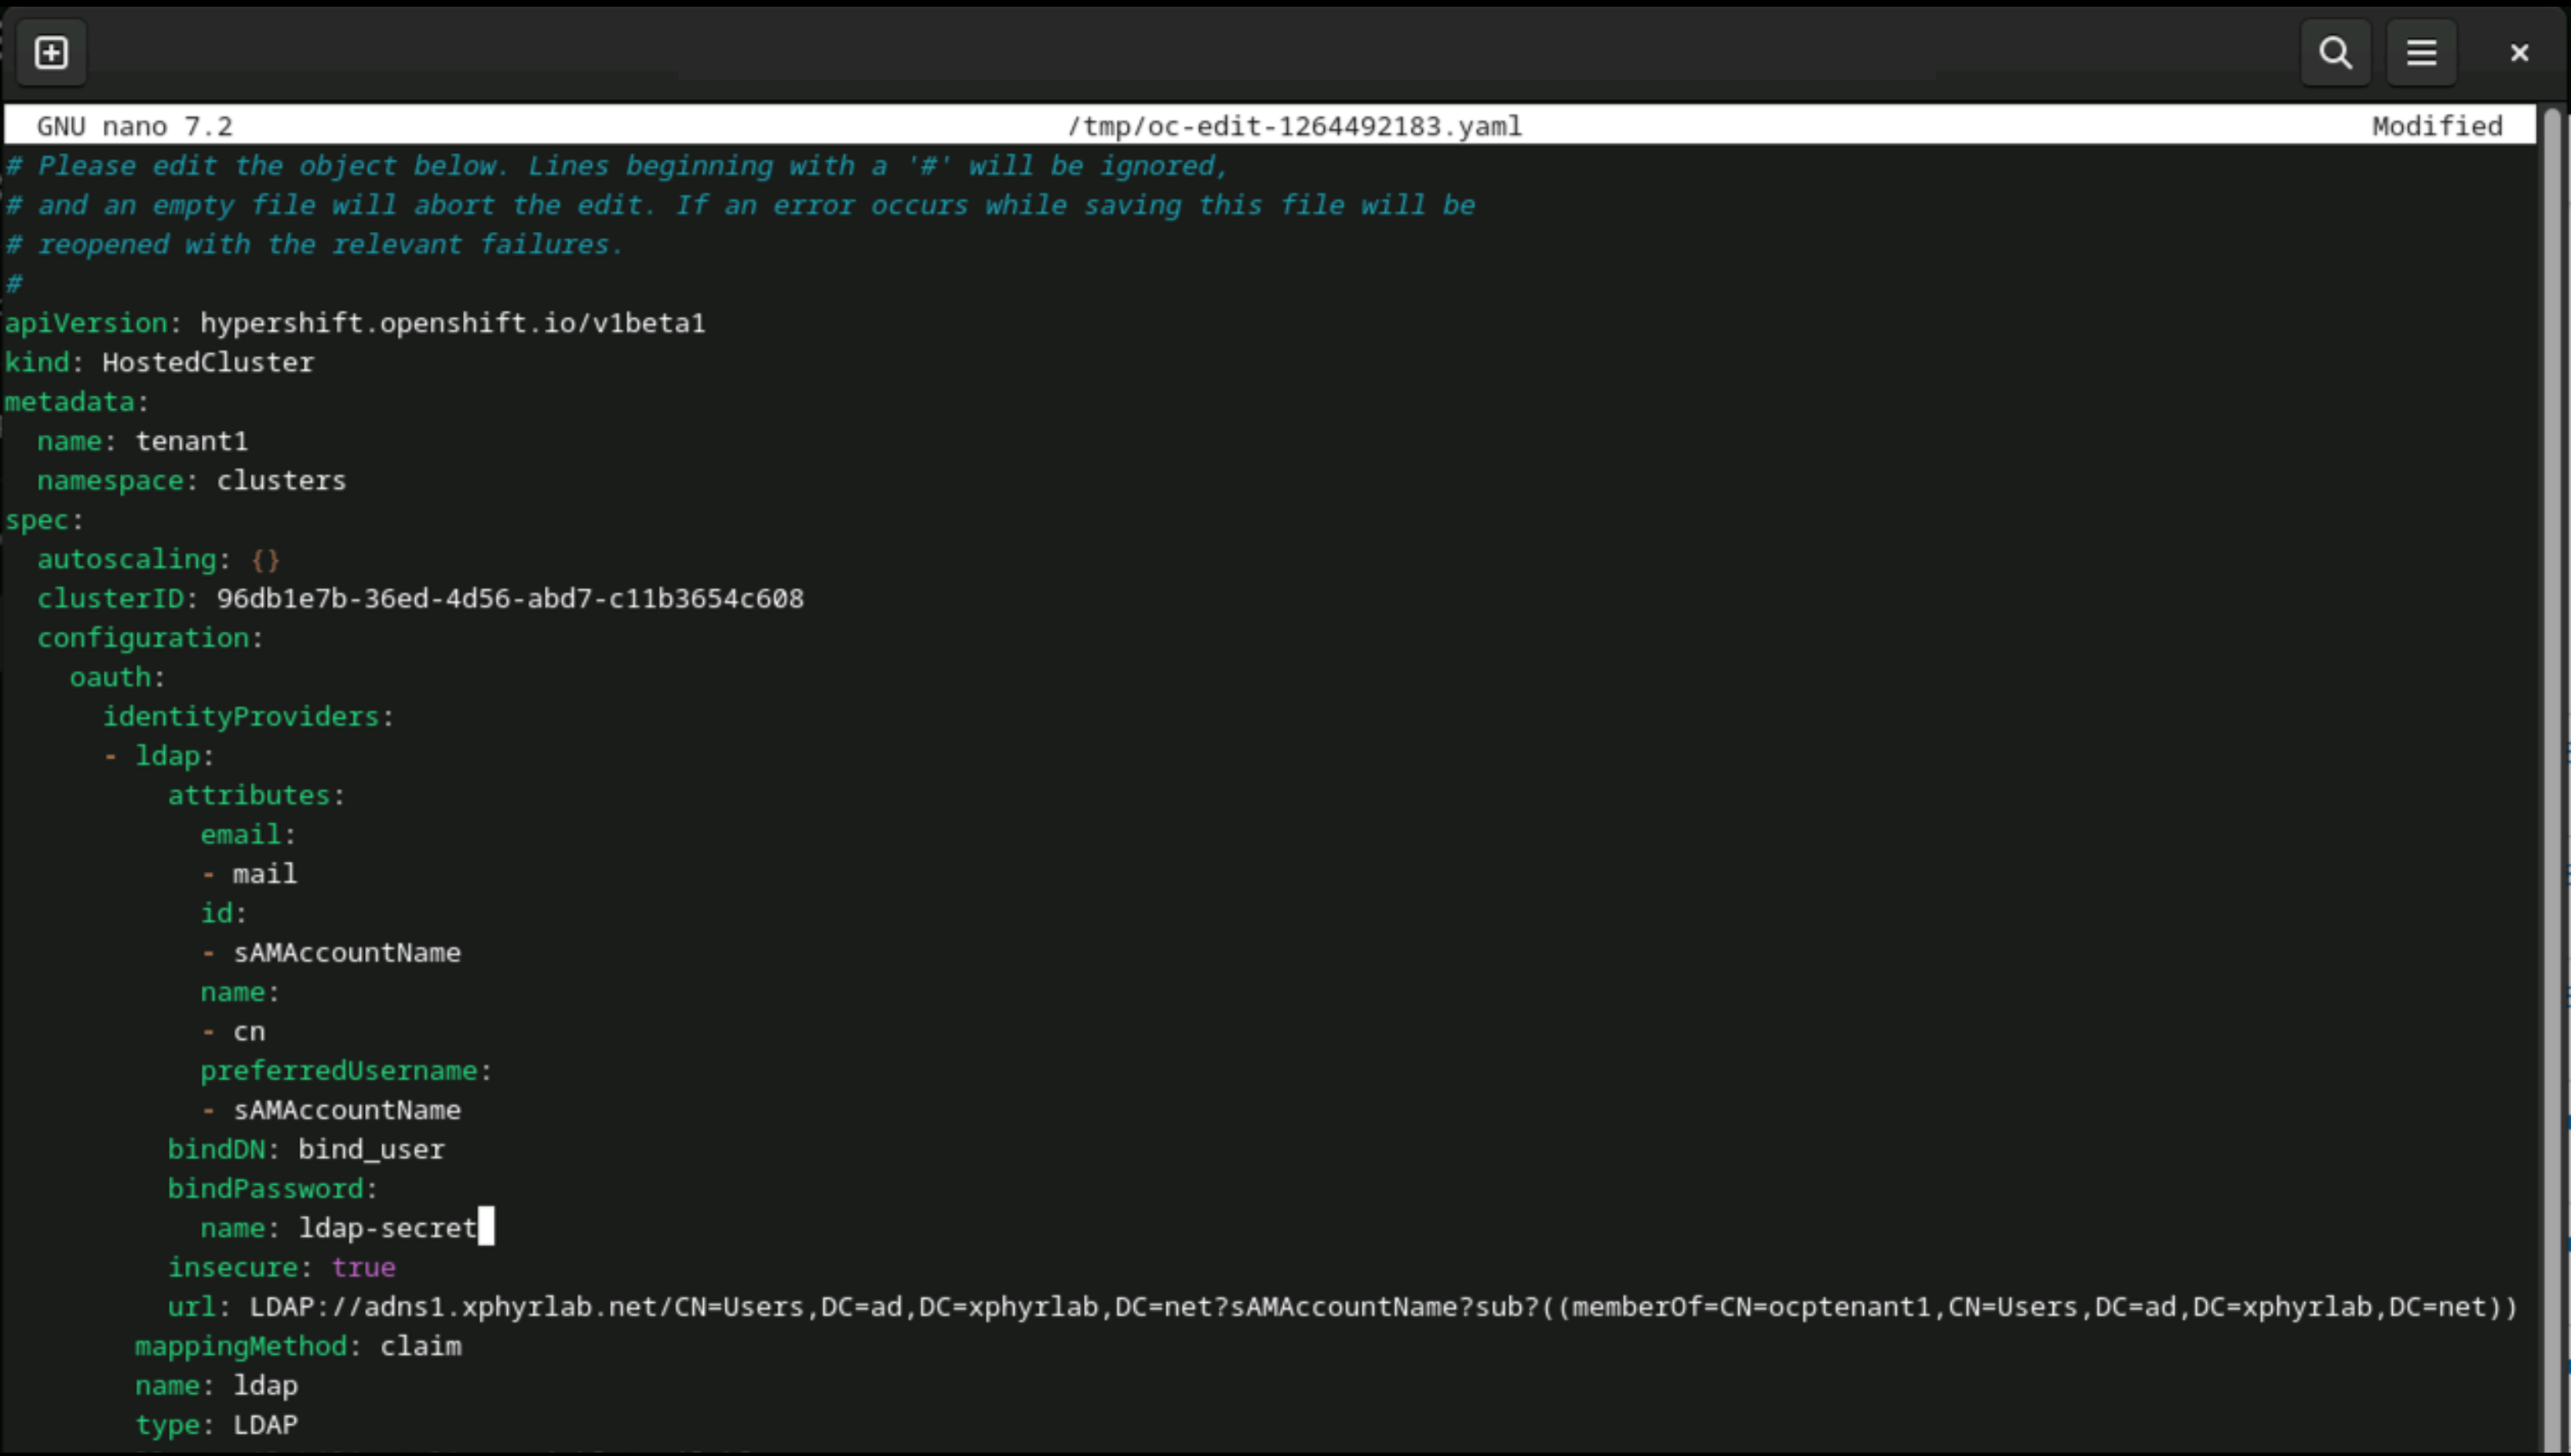 GNU nano 7.2 /tmp/oc-edit-1264492183.yaml Modified
# Please edit the object below. Lines beginning with a '#' will be ignored,
# and an empty file will abort the edit. If an error occurs while saving this file will be
# reopened with the relevant failures.
#
apiVersion: hypershift.openshift.io/v1beta1
kind: HostedCluster
metadata:
  name: tenant1
  namespace: clusters
spec:
  autoscaling: {}
  clusterID: 96db1e7b-36ed-4d56-abd7-c11b3654c608
  configuration:
    oauth:
      identityProviders:
      - ldap:
          attributes:
            email:
            - mail
            id:
            - sAMAccountName
            name:
            - cn
            preferredUsername:
            - sAMAccountName
          bindDN: bind_user
          bindPassword:
            name: ldap-secret
          insecure: true
          url: LDAP://adns1.xphyrlab.net/CN=Users,DC=ad,DC=xphyrlab,DC=net?sAMAccountName?sub?((memberOf=CN=ocptenant1,CN=Users,DC=ad,DC=xphyrlab,DC=net))
        mappingMethod: claim
        name: ldap
        type: LDAP